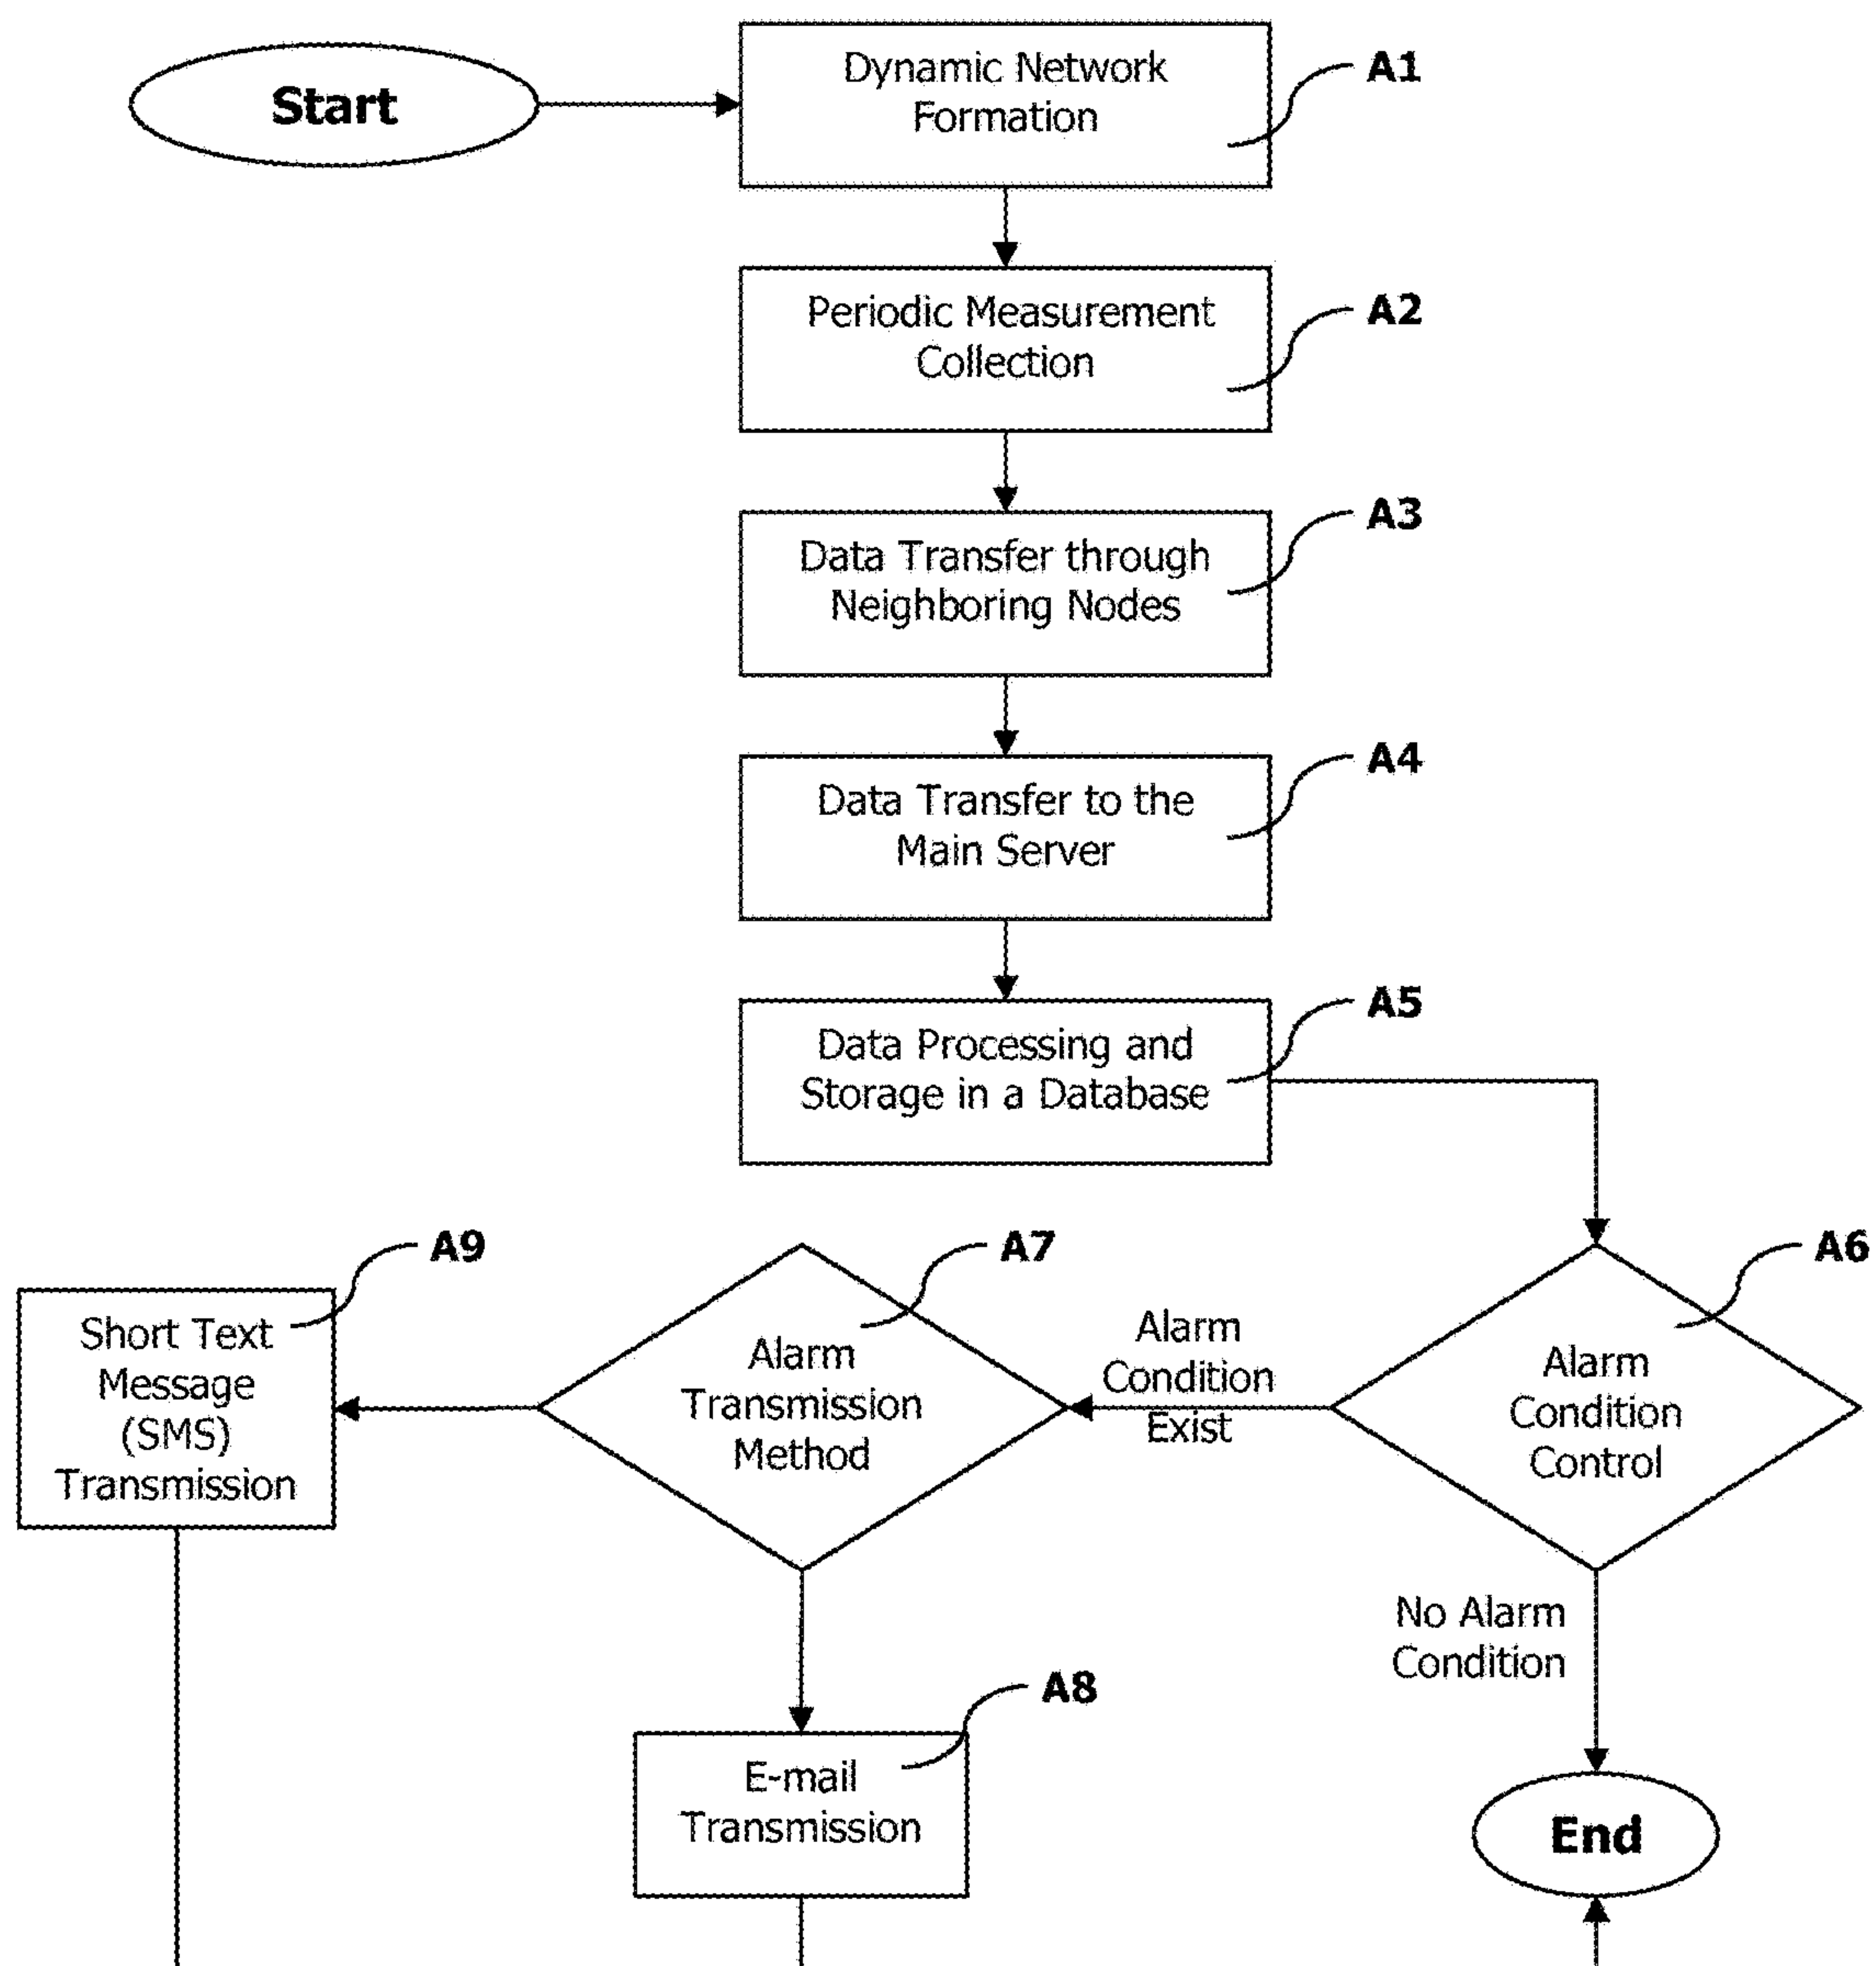 Start
Dynamic Network
Formation
A1
Periodic Measurement
Collection
A2
Data Transfer through
Neighboring Nodes
A3
Data Transfer to the
Main Server
A4
Data Processing and
Storage in a Database
A5
A9
Short Text
Message
(SMS)
Transmission
A7
Alarm
Transmission
Method
Alarm
Condition
Exist
A6
Alarm
Condition
Control
No Alarm
Condition
A8
E-mail
Transmission
End